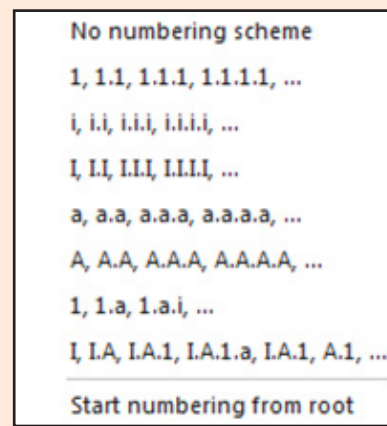 No numbering scheme
1, 1.1, 1.1.1, 1.1.1.1, ...
i, i.i, i.i.i, i.i.i.i, ...
I, I.I, I.I.I, I.I.I.I, ...
a, a.a, a.a.a, a.a.a.a, ...
A, A.A, A.A.A, A.A.A.A, ...
1, 1.a, 1.a.i, ...
I, I.A, I.A.1, I.A.1.a, I.A.1, A.1, ...
Start numbering from root